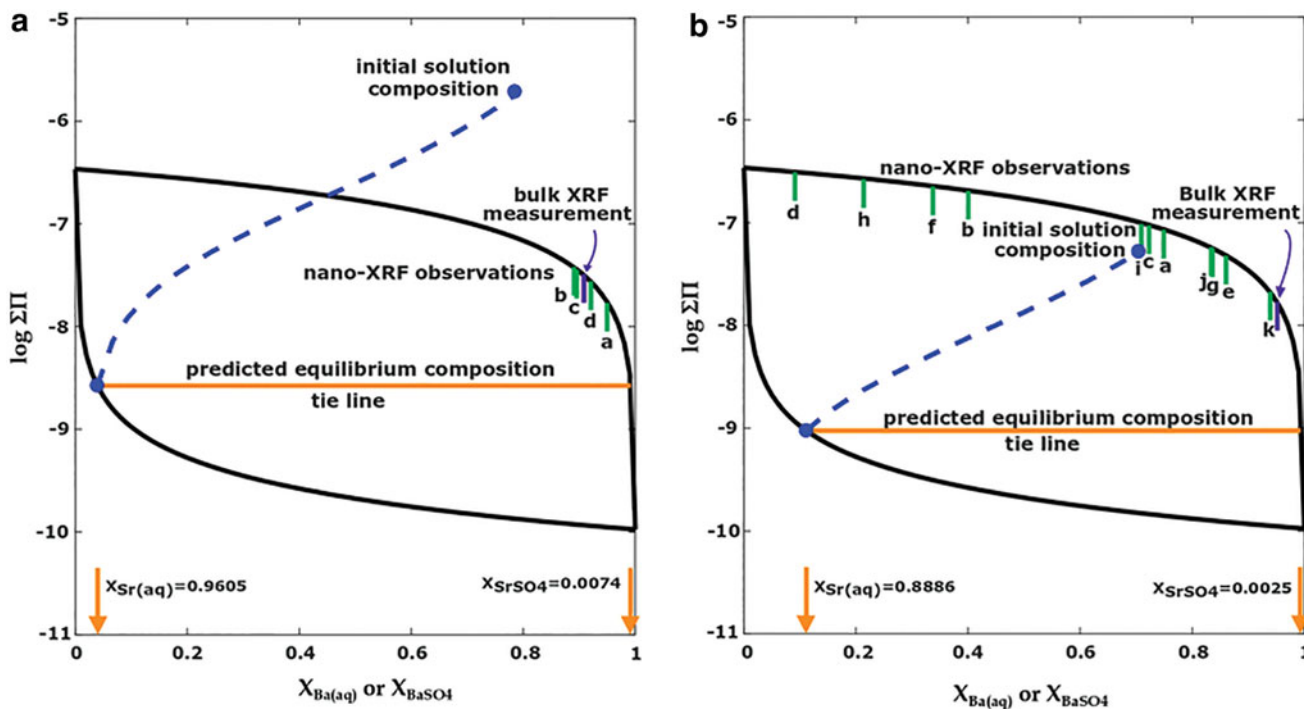 a
-5
-6
-7
-8
-9
-10
-11
log ΣΠ
initial solution
composition
bulk XRF
measurement
nano-XRF observations
b
c
d
a
predicted equilibrium composition
tie line
XSr(aq)=0.9605
XSrSO4=0.0074
0
0.2
0.4
0.6
0.8
1
XBa(aq) or XBaSO4
b
-5
-6
-7
-8
-9
-10
-11
log ΣΠ
nano-XRF observations
Bulk XRF
measurement
initial solution
composition
d
h
f
b
i
c
a
j
g
e
k
predicted equilibrium composition
tie line
XSr(aq)=0.8886
XSrSO4=0.0025
0
0.2
0.4
0.6
0.8
1
XBa(aq) or XBaSO4